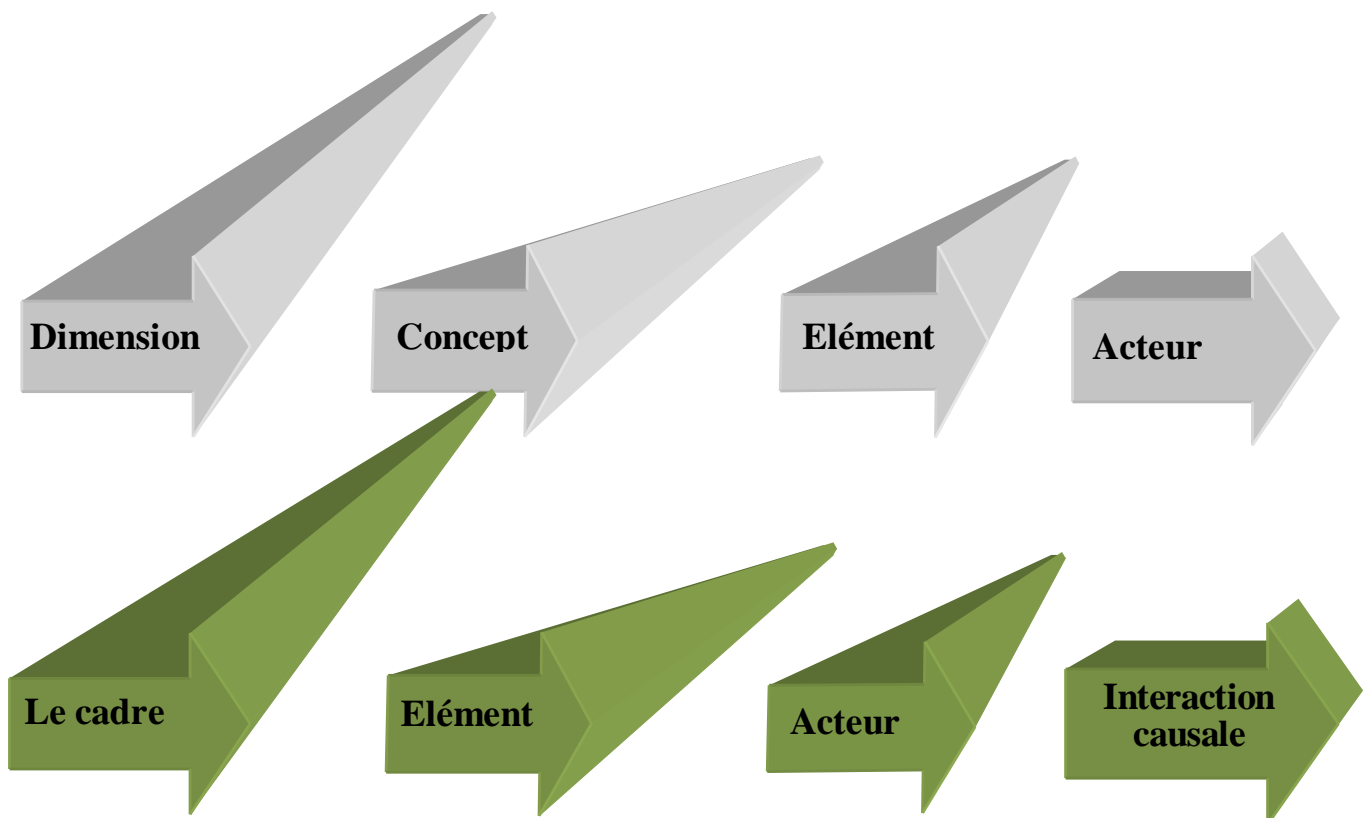 Dimension
Concept
Elément
Acteur
Le cadre
Elément
Acteur
Interaction
causale